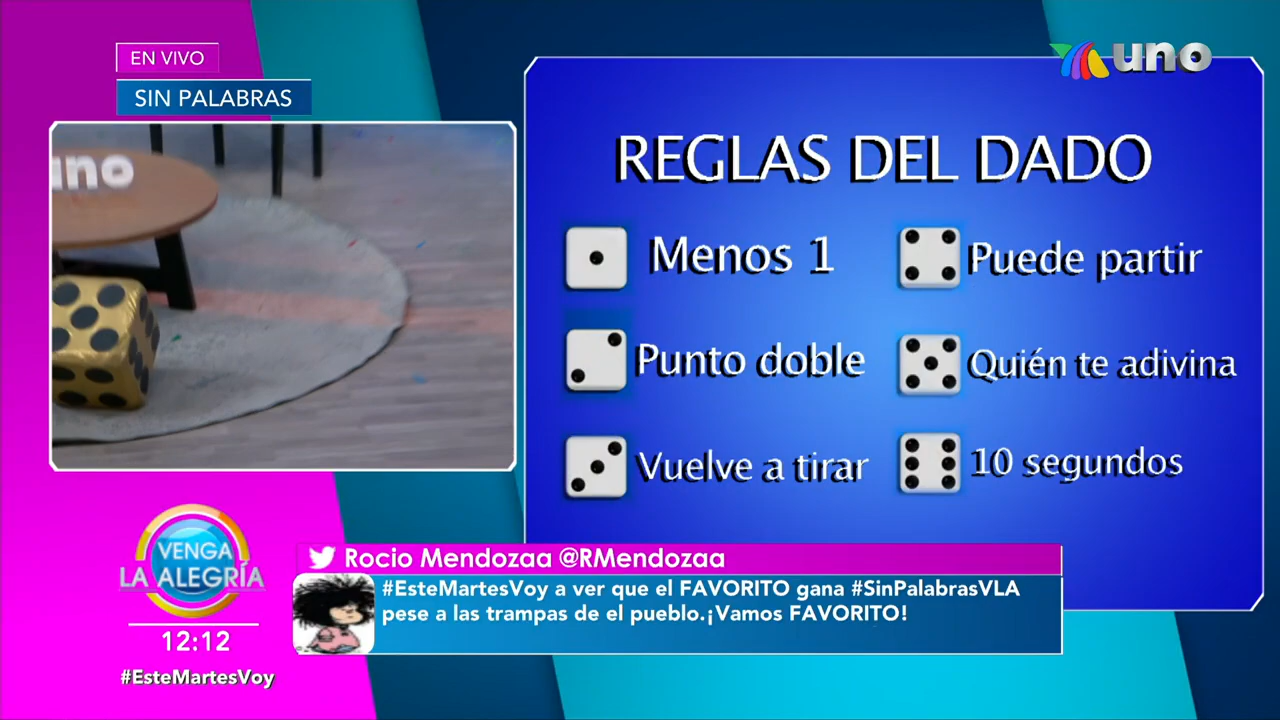 EN VIVO
SIN PALABRAS
uno
uno
REGLAS DEL DADO
Menos 1
Puede partir
Punto doble
Quién te adivina
Vuelve a tirar
10 segundos
VENGA
LA ALEGRÍA
12:12
#EsteMartesVoy
Rocio Mendozaa @RMendozaa
#EsteMartesVoy a ver que el FAVORITO gana #SinPalabrasVLA
pese a las trampas de el pueblo.¡Vamos FAVORITO!